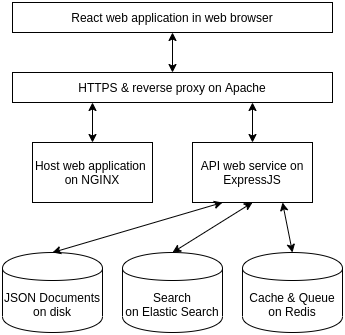 React web application in web browser
HTTPS & reverse proxy on Apache
Host web application
on NGINX
API web service on
ExpressJS
JSON Documents
on disk
Search
on Elastic Search
Cache & Queue
on Redis